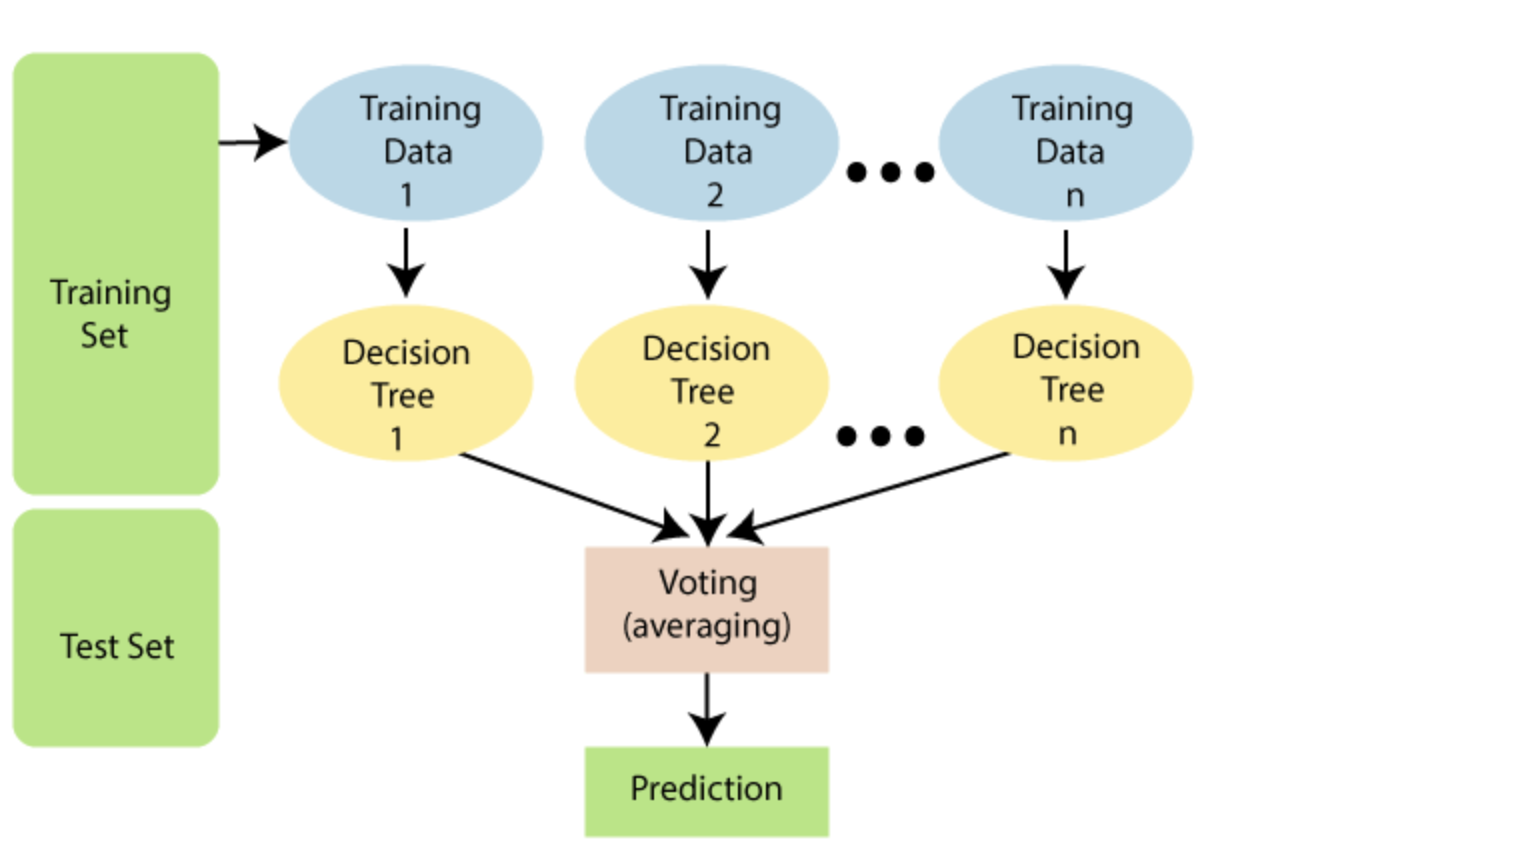 Training
Set
Test Set
Training
Data
1
Training
Data
2
Training
Data
n
Decision
Tree
1
Decision
Tree
2
Decision
Tree
n
Voting
(averaging)
Prediction